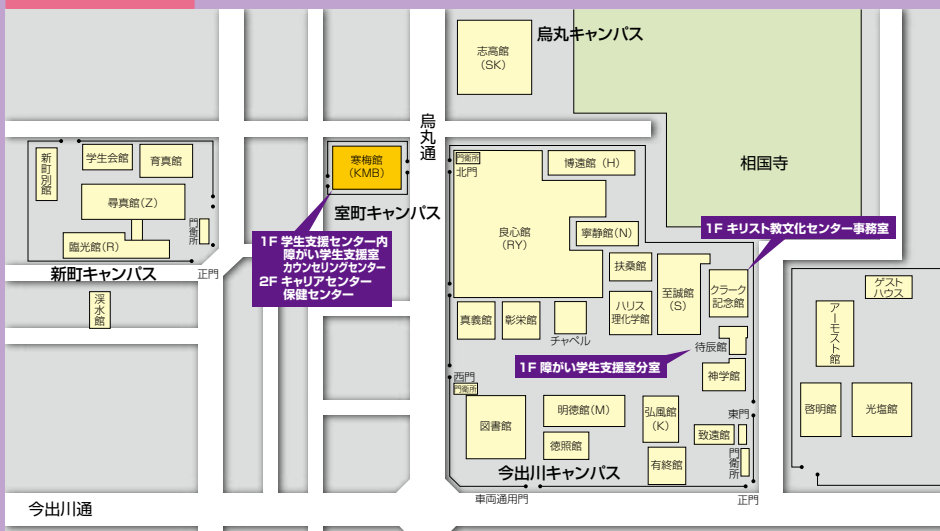 志高館
(SK)
烏丸キャンパス
相国寺
烏丸通
新町別館
学生会館
育真館
尋真館(Z)
臨光館(R)
門衛所
正門
新町キャンパス
渓水館
寒梅館
(KMB)
室町キャンパス
1F 学生支援センター内
障がい学生支援室
カウンセリングセンター
2F キャリアセンター
保健センター
門衛所
北門
博遠館(H)
良心館
(RY)
寧静館(N)
扶桑館
至誠館
(S)
1F キリスト教文化センター事務室
クラーク
記念館
ハリス
理化学館
真義館
彰栄館
チャペル
待辰館
1F 障がい学生支援室分室
神学館
西門
門衛所
図書館
明徳館(M)
徳照館
弘風館
(K)
有終館
致遠館
東門
門衛所
今出川キャンパス
車両通用門
正門
ゲスト
ハウス
アーモスト館
啓明館
光塩館
今出川通